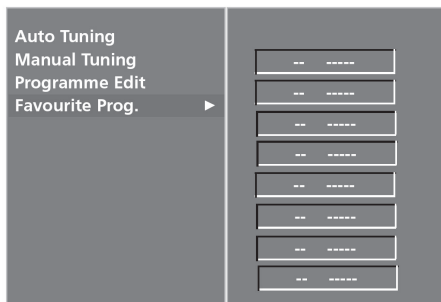 Auto Tuning
Manual Tuning
Programme Edit
Favourite Prog. ►
-- -----
-- -----
-- -----
-- -----
-- -----
-- -----
-- -----
-- -----